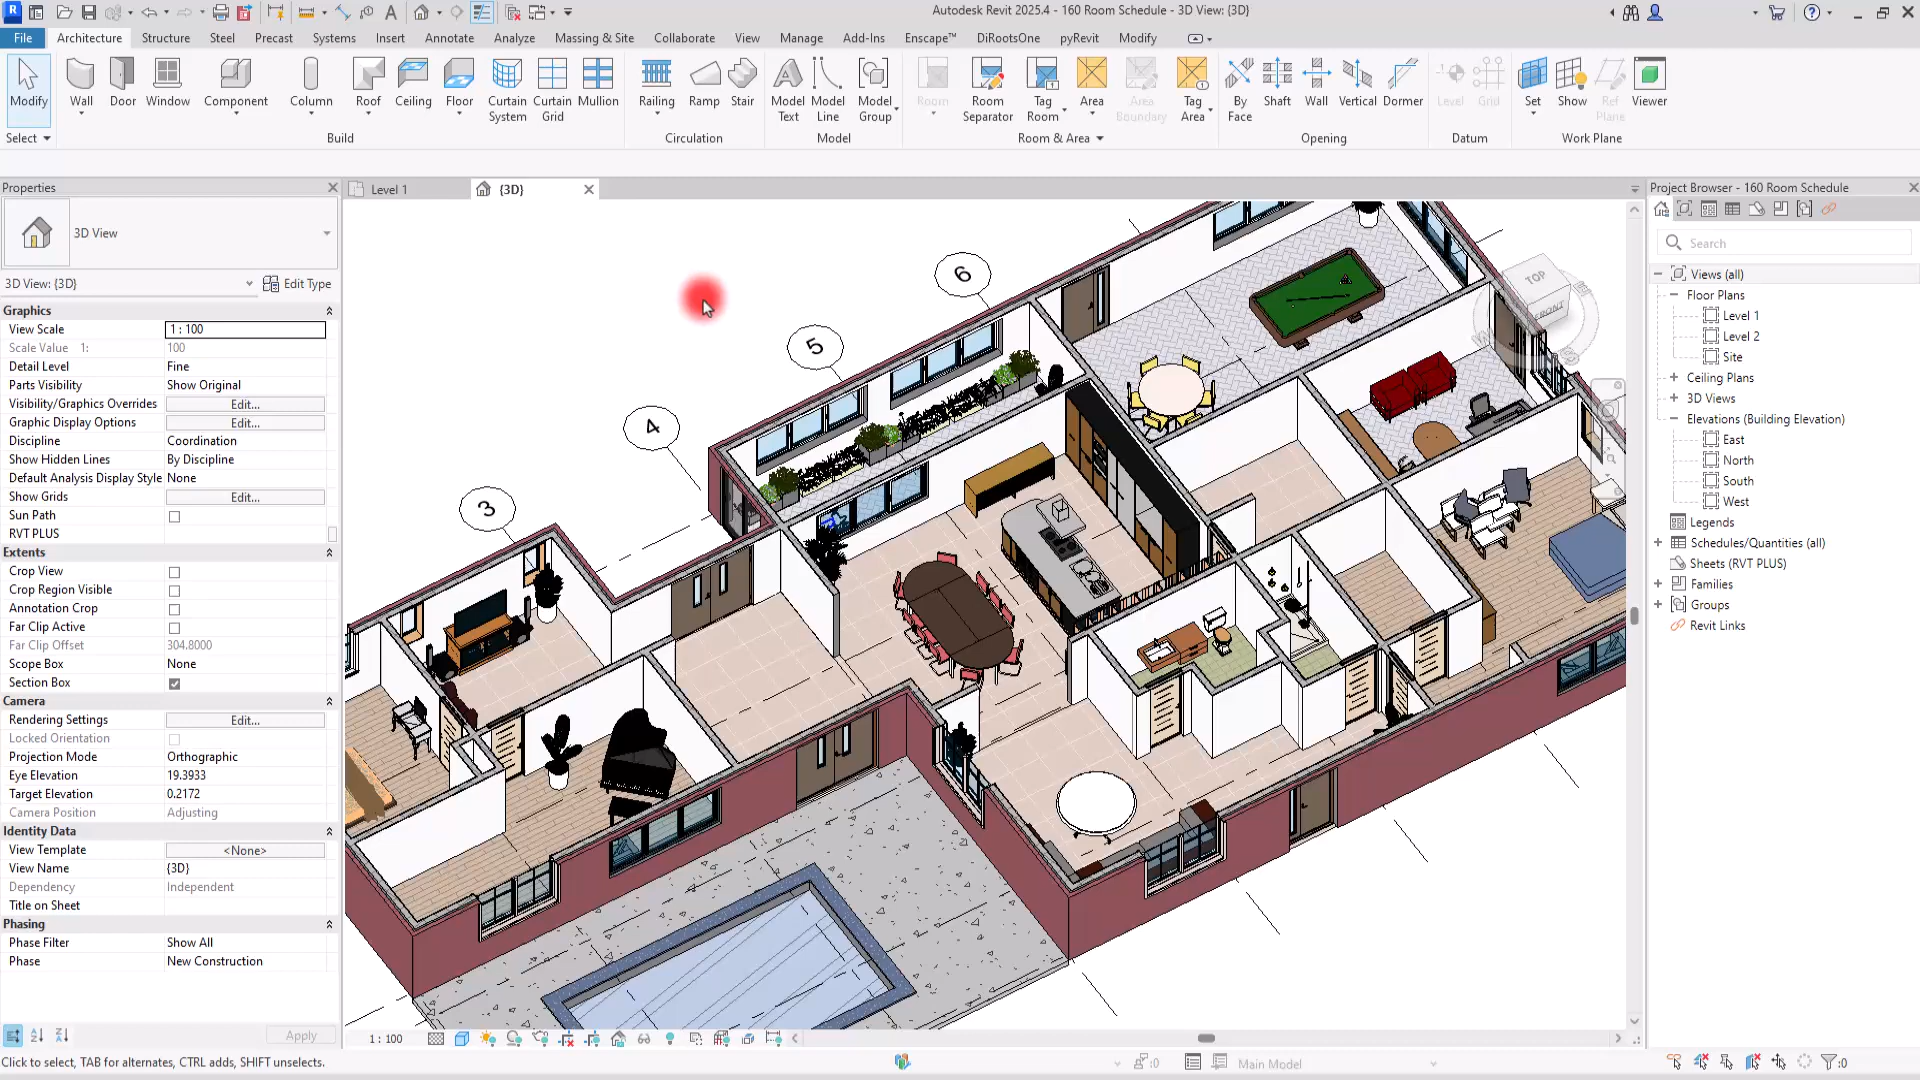 Autodesk Revit 2025.4 - 160 Room Schedule - 3D View: {3D}
File Architecture Structure Steel Precast Systems Insert Annotate Analyze Massing & Site Collaborate View Manage Add-Ins Enscape™ DiRootsOne pyRevit Modify
Modify Wall Door Window Component Column Roof Ceiling Floor Curtain System Curtain Grid Mullion Railing Ramp Stair Model Text Model Line Model Group Room Room Separator Tag Room Area Area Boundary Tag Area By Face Shaft Wall Vertical Dormer Level Grid Set Show Ref Plane Viewer
Select Build Circulation Model Room & Area Opening Datum Work Plane
Properties
3D View
3D View: {3D} Edit Type
Graphics
View Scale 1 : 100
Scale Value 1: 100
Detail Level Fine
Parts Visibility Show Original
Visibility/Graphics Overrides Edit...
Graphic Display Options Edit...
Discipline Coordination
Show Hidden Lines By Discipline
Default Analysis Display Style None
Show Grids Edit...
Sun Path
RVT PLUS
Extents
Crop View
Crop Region Visible
Annotation Crop
Far Clip Active
Far Clip Offset 304.8000
Scope Box None
Section Box
Camera
Rendering Settings Edit...
Locked Orientation
Projection Mode Orthographic
Eye Elevation 19.3933
Target Elevation 0.2172
Camera Position Adjusting
Identity Data
View Template <None>
View Name {3D}
Dependency Independent
Title on Sheet
Phasing
Phase Filter Show All
Phase New Construction
Apply
Level 1 {3D}
6
5
4
3
TOP
FRONT
1 : 100
Project Browser - 160 Room Schedule
Search
Views (all)
Floor Plans
Level 1
Level 2
Site
Ceiling Plans
3D Views
Elevations (Building Elevation)
East
North
South
West
Legends
Schedules/Quantities (all)
Sheets (RVT PLUS)
Families
Groups
Revit Links
Click to select, TAB for alternates, CTRL adds, SHIFT unselects.
:0
Main Model
:0